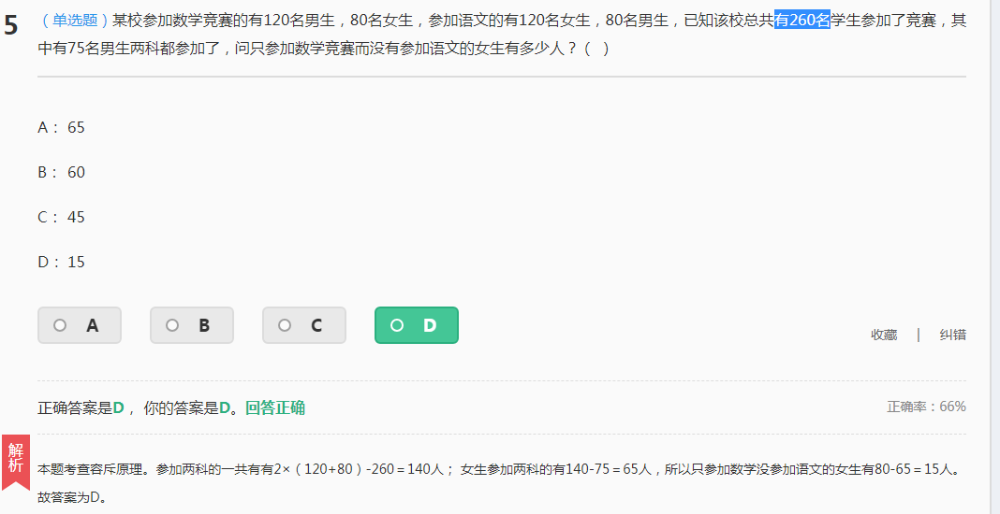 5
（单选题）某校参加数学竞赛的有120名男生，80名女生，参加语文的有120名女生，80名男生，已知该校总共有260名学生参加了竞赛，其
中有75名男生两科都参加了，问只参加数学竞赛而没有参加语文的女生有多少人？(   )
A： 65
B： 60
C： 45
D： 15
A B C D
收藏 | 纠错
正确答案是D， 你的答案是D。回答正确 正确率：66%
解析
本题考查容斥原理。参加两科的一共有有2×（120+80）-260＝140人； 女生参加两科的有140-75＝65人，所以只参加数学没参加语文的女生有80-65＝15人。
故答案为D。